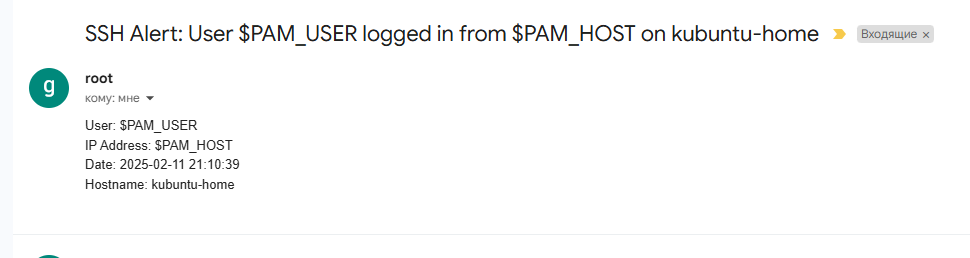 SSH Alert: User $PAM_USER logged in from $PAM_HOST on kubuntu-home Входящие ×
g
root
кому: мне
User: $PAM_USER
IP Address: $PAM_HOST
Date: 2025-02-11 21:10:39
Hostname: kubuntu-home